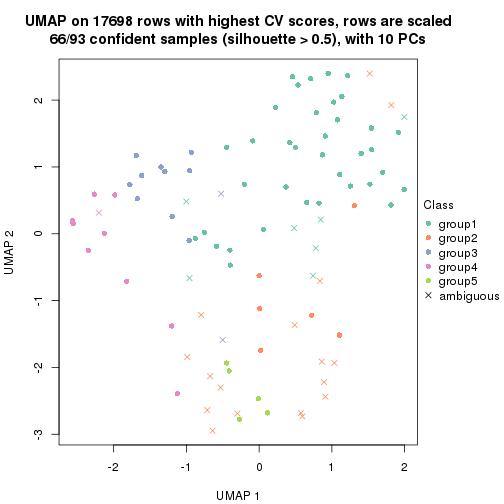 UMAP on 17698 rows with highest CV scores, rows are scaled
66/93 confident samples (silhouette > 0.5), with 10 PCs
2
1
0
-1
-2
-3
UMAP 2
-2
-1
0
1
2
UMAP 1
Class
group1
group2
group3
group4
group5
ambiguous